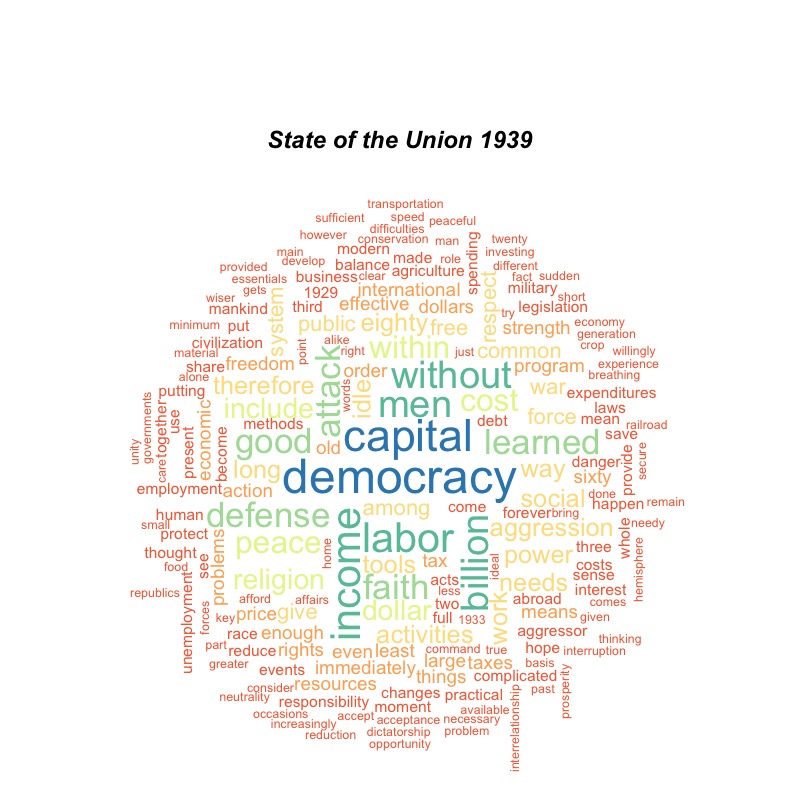 State of the Union 1939
transportation
sufficient speed peaceful
difficulties
however conservation man twenty
main modern made role investing
develop balance agriculture spending different
provided business clear fact sudden
essentials international military
gets 1929 short
wiser effective dollars respect legislation
mankind third try
system public eighty free strength economy
minimum put generation
civilization alike crop
material point right within just common willingly
share freedom order program experience
alone attack without breathing
therefore words idle war expenditures
putting men cost
include force laws
governments together use methods debt mean railroad
unity good capital learned save
care present economic become old
long democracy way danger provide secure
employment action sixty
social done
happen remain
human defense among come forever bring
small aggression whole needy
protect income labor billion
thought problems peace home power three
food see tools tax ideal costs hemisphere
religion faith acts needs sense
republics less interest
unemployment forces afford affairs dollar two work abroad comes
key price give full 1933 means given
race enough activities aggressor
part thinking
reduce rights even least command true hope interruption
greater large taxes basis
events immediately things complicated
consider resources past prosperity
neutrality changes practical
responsibility moment available interrelationship
occasions accept acceptance necessary
increasingly
reduction dictatorship problem
opportunity